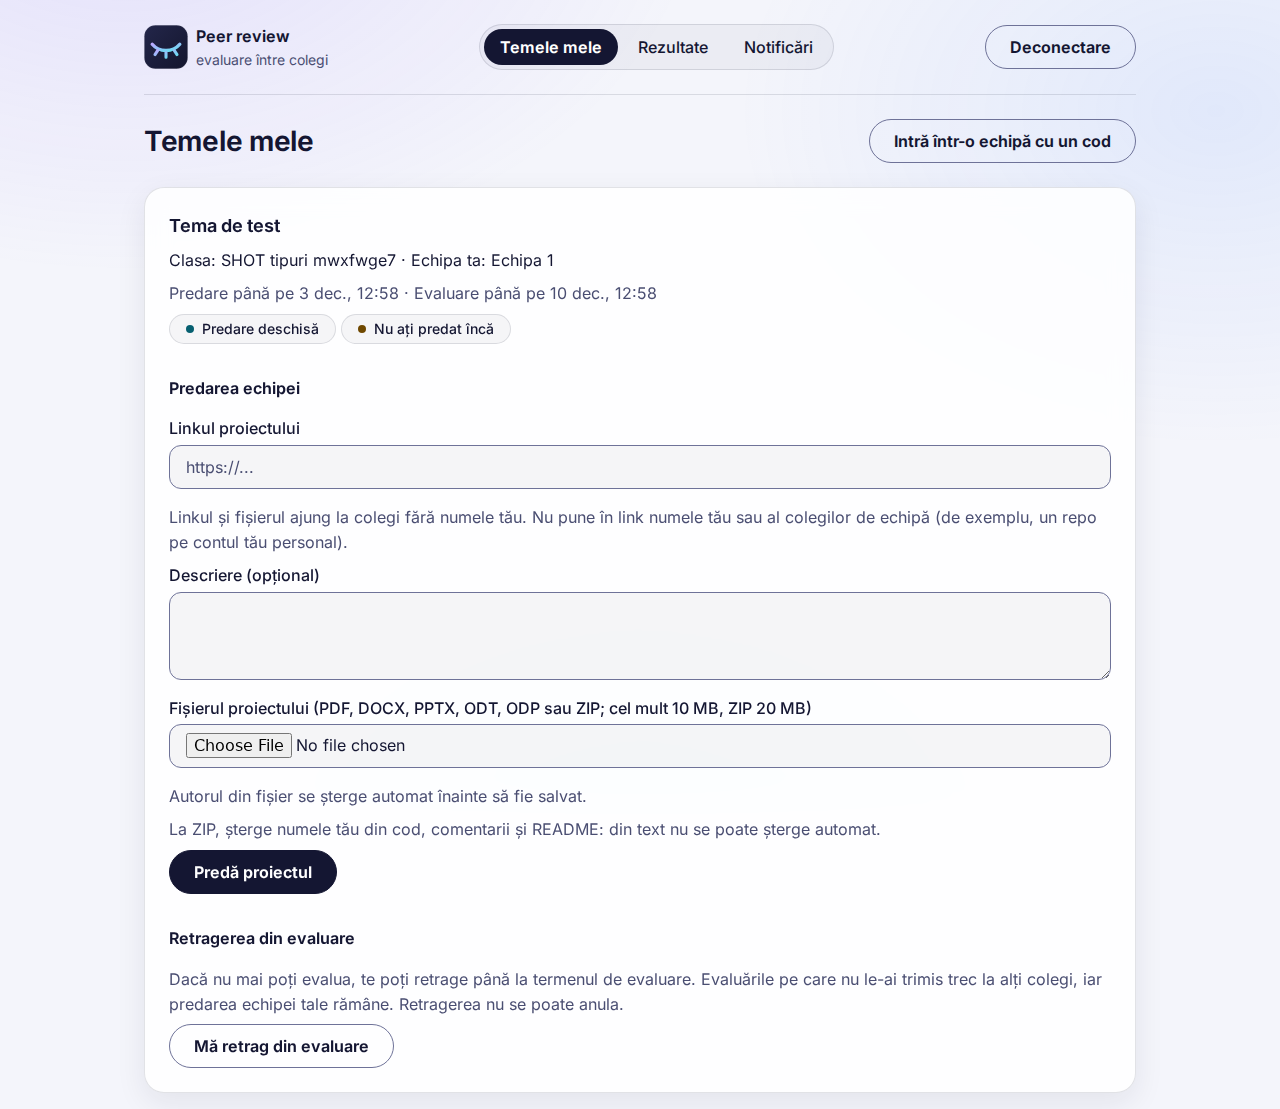 Peer review
evaluare între colegi
Temele mele
Rezultate
Notificări
Deconectare
Temele mele
Intră într-o echipă cu un cod
Tema de test
Clasa: SHOT tipuri mwxfwge7 · Echipa ta: Echipa 1
Predare până pe 3 dec., 12:58 · Evaluare până pe 10 dec., 12:58
Predare deschisă
Nu ați predat încă
Predarea echipei
Linkul proiectului
https://...
Linkul și fișierul ajung la colegi fără numele tău. Nu pune în link numele tău sau al colegilor de echipă (de exemplu, un repo
pe contul tău personal).
Descriere (opțional)
Fișierul proiectului (PDF, DOCX, PPTX, ODT, ODP sau ZIP; cel mult 10 MB, ZIP 20 MB)
Choose File No file chosen
Autorul din fișier se șterge automat înainte să fie salvat.
La ZIP, șterge numele tău din cod, comentarii și README: din text nu se poate șterge automat.
Predă proiectul
Retragerea din evaluare
Dacă nu mai poți evalua, te poți retrage până la termenul de evaluare. Evaluările pe care nu le-ai trimis trec la alți colegi, iar
predarea echipei tale rămâne. Retragerea nu se poate anula.
Mă retrag din evaluare